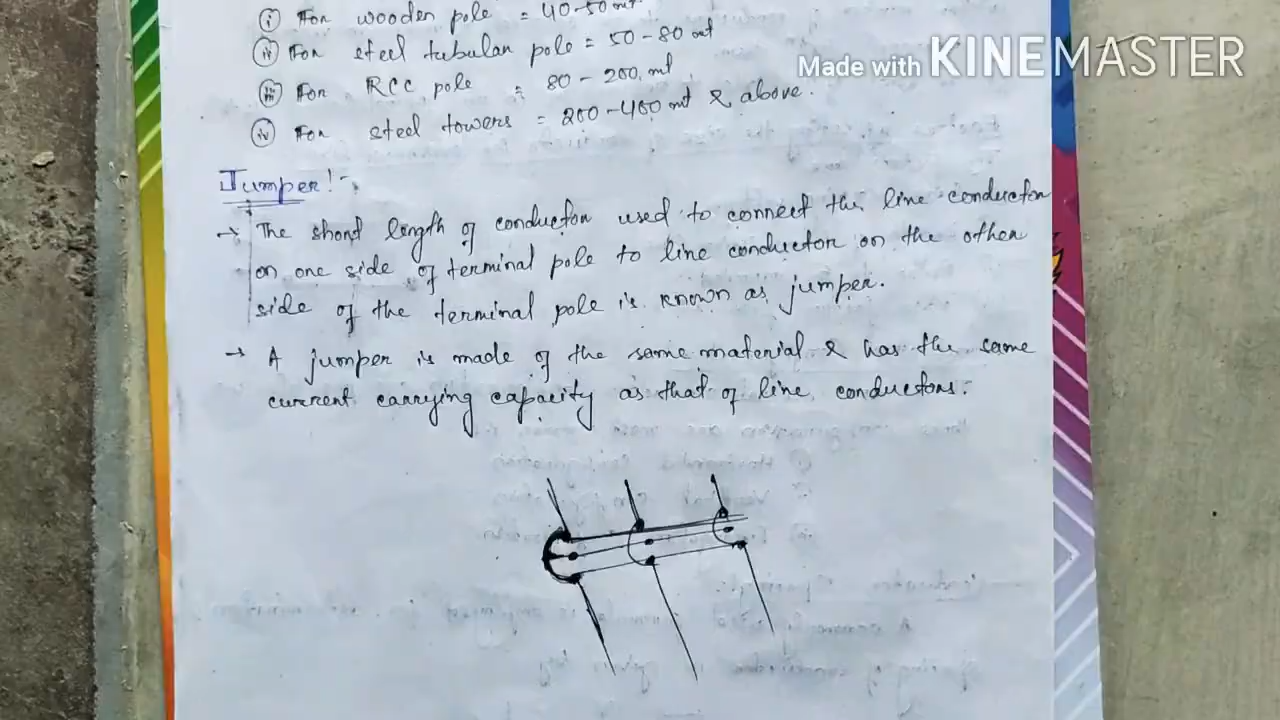 (i) For wooden pole = 40-50 mt
(ii) For steel tubular pole = 50-80 mt
(iii) For RCC pole = 80-200 mt
(iv) For steel towers = 200-400 mt & above.
Made with KINEMASTER
Jumper:-
→ The short length of conductor used to connect the line conductor
on one side of terminal pole to line conductor on the other
side of the terminal pole is known as jumper.
→ A jumper is made of the same material & has the same
current carrying capacity as that of line conductors.